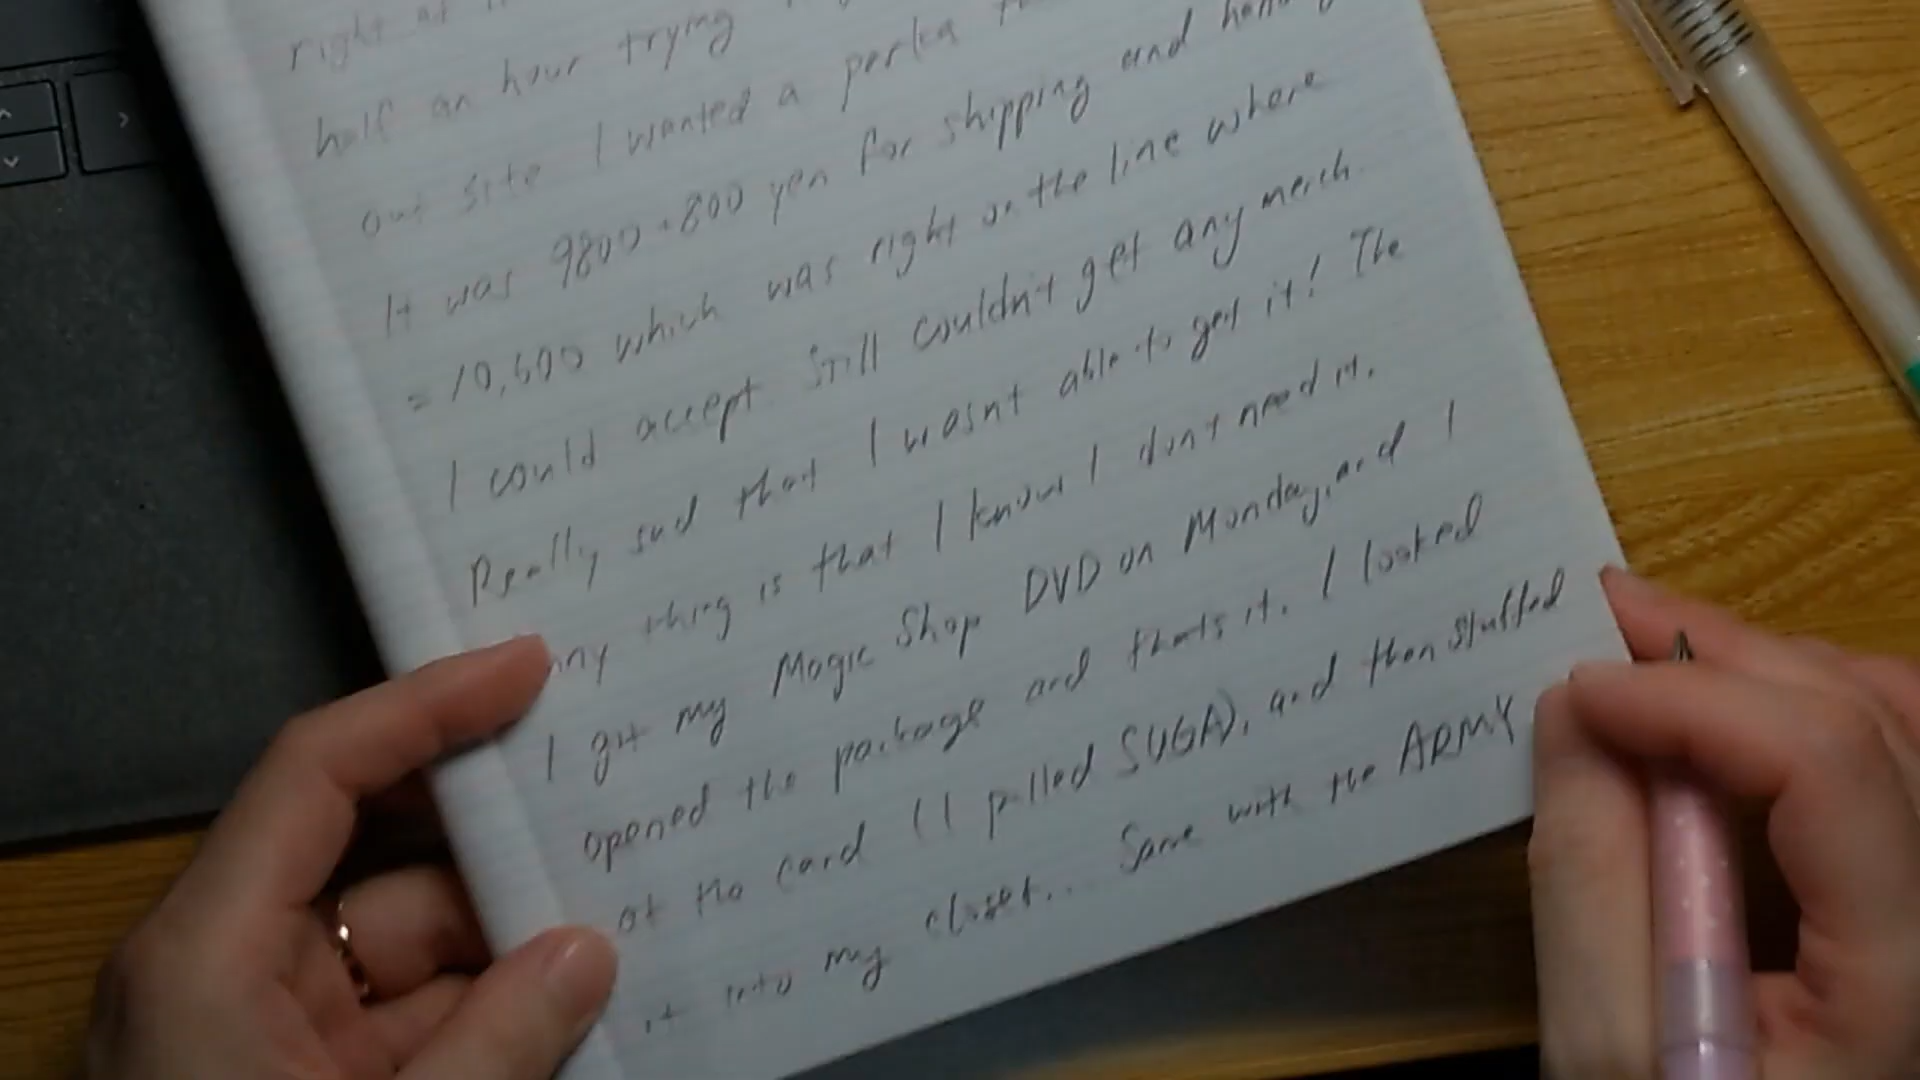 right at
half an hour trying
out site I wanted a parka
It was 9800+800 yen for shipping and
= 10,600 which was right on the line where
I could accept. Still couldn't get any merch.
Really sad that I wasn't able to get it! The
thing is that I know I don't need it.
I got my Magic Shop DVD on Monday, and I
opened the package and thats it. I looked
at the card (I pulled SUGA), and then stuffed
it into my closet... Same with the ARMY